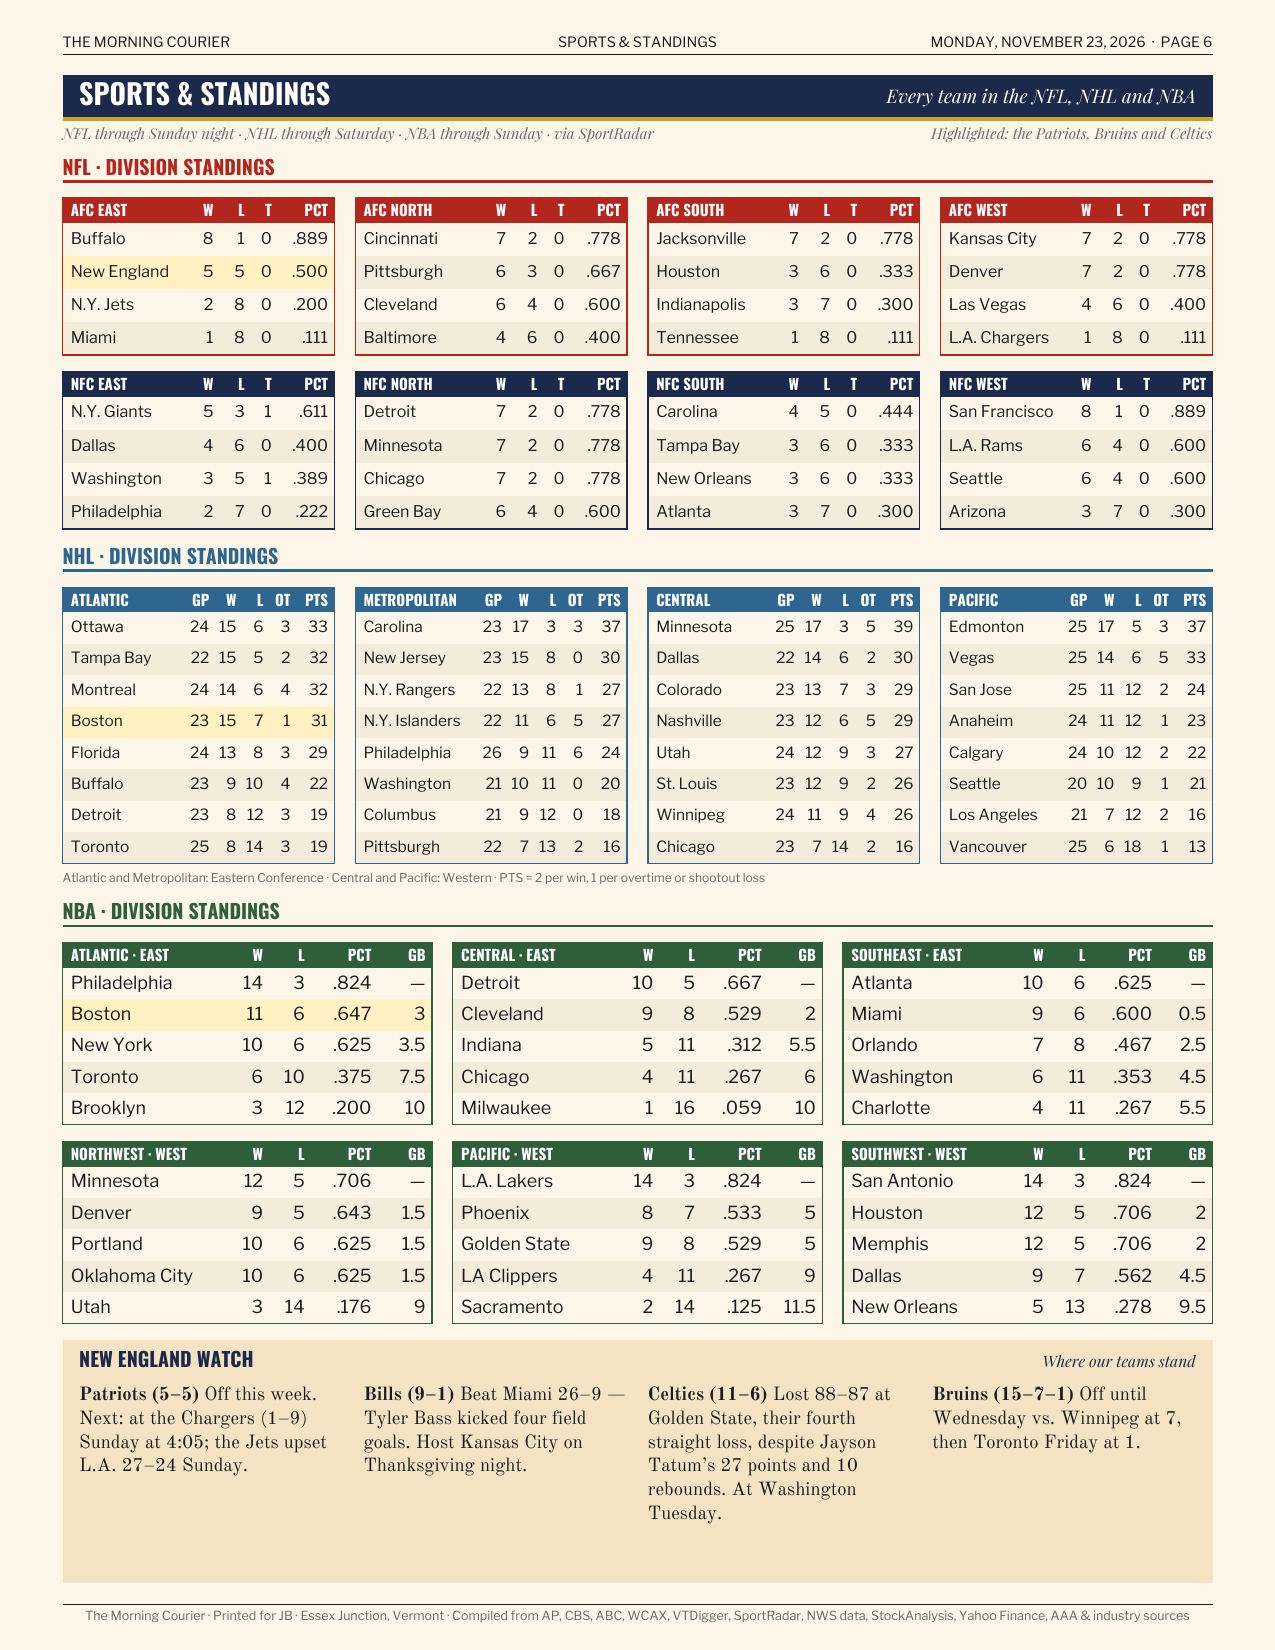 THE MORNING COURIER SPORTS & STANDINGS MONDAY, NOVEMBER 23, 2026 · PAGE 6
SPORTS & STANDINGS Every team in the NFL, NHL and NBA
NFL through Sunday night · NHL through Saturday · NBA through Sunday · via SportRadar Highlighted: the Patriots, Bruins and Celtics
NFL · DIVISION STANDINGS
AFC EAST W L T PCT
Buffalo 8 1 0 .889
New England 5 5 0 .500
N.Y. Jets 2 8 0 .200
Miami 1 8 0 .111
AFC NORTH W L T PCT
Cincinnati 7 2 0 .778
Pittsburgh 6 3 0 .667
Cleveland 6 4 0 .600
Baltimore 4 6 0 .400
AFC SOUTH W L T PCT
Jacksonville 7 2 0 .778
Houston 3 6 0 .333
Indianapolis 3 7 0 .300
Tennessee 1 8 0 .111
AFC WEST W L T PCT
Kansas City 7 2 0 .778
Denver 7 2 0 .778
Las Vegas 4 6 0 .400
L.A. Chargers 1 8 0 .111
NFC EAST W L T PCT
N.Y. Giants 5 3 1 .611
Dallas 4 6 0 .400
Washington 3 5 1 .389
Philadelphia 2 7 0 .222
NFC NORTH W L T PCT
Detroit 7 2 0 .778
Minnesota 7 2 0 .778
Chicago 7 2 0 .778
Green Bay 6 4 0 .600
NFC SOUTH W L T PCT
Carolina 4 5 0 .444
Tampa Bay 3 6 0 .333
New Orleans 3 6 0 .333
Atlanta 3 7 0 .300
NFC WEST W L T PCT
San Francisco 8 1 0 .889
L.A. Rams 6 4 0 .600
Seattle 6 4 0 .600
Arizona 3 7 0 .300
NHL · DIVISION STANDINGS
ATLANTIC GP W L OT PTS
Ottawa 24 15 6 3 33
Tampa Bay 22 15 5 2 32
Montreal 24 14 6 4 32
Boston 23 15 7 1 31
Florida 24 13 8 3 29
Buffalo 23 9 10 4 22
Detroit 23 8 12 3 19
Toronto 25 8 14 3 19
METROPOLITAN GP W L OT PTS
Carolina 23 17 3 3 37
New Jersey 23 15 8 0 30
N.Y. Rangers 22 13 8 1 27
N.Y. Islanders 22 11 6 5 27
Philadelphia 26 9 11 6 24
Washington 21 10 11 0 20
Columbus 21 9 12 0 18
Pittsburgh 22 7 13 2 16
CENTRAL GP W L OT PTS
Minnesota 25 17 3 5 39
Dallas 22 14 6 2 30
Colorado 23 13 7 3 29
Nashville 23 12 6 5 29
Utah 24 12 9 3 27
St. Louis 23 12 9 2 26
Winnipeg 24 11 9 4 26
Chicago 23 7 14 2 16
PACIFIC GP W L OT PTS
Edmonton 25 17 5 3 37
Vegas 25 14 6 5 33
San Jose 25 11 12 2 24
Anaheim 24 11 12 1 23
Calgary 24 10 12 2 22
Seattle 20 10 9 1 21
Los Angeles 21 7 12 2 16
Vancouver 25 6 18 1 13
Atlantic and Metropolitan: Eastern Conference · Central and Pacific: Western · PTS = 2 per win, 1 per overtime or shootout loss
NBA · DIVISION STANDINGS
ATLANTIC · EAST W L PCT GB
Philadelphia 14 3 .824 —
Boston 11 6 .647 3
New York 10 6 .625 3.5
Toronto 6 10 .375 7.5
Brooklyn 3 12 .200 10
CENTRAL · EAST W L PCT GB
Detroit 10 5 .667 —
Cleveland 9 8 .529 2
Indiana 5 11 .312 5.5
Chicago 4 11 .267 6
Milwaukee 1 16 .059 10
SOUTHEAST · EAST W L PCT GB
Atlanta 10 6 .625 —
Miami 9 6 .600 0.5
Orlando 7 8 .467 2.5
Washington 6 11 .353 4.5
Charlotte 4 11 .267 5.5
NORTHWEST · WEST W L PCT GB
Minnesota 12 5 .706 —
Denver 9 5 .643 1.5
Portland 10 6 .625 1.5
Oklahoma City 10 6 .625 1.5
Utah 3 14 .176 9
PACIFIC · WEST W L PCT GB
L.A. Lakers 14 3 .824 —
Phoenix 8 7 .533 5
Golden State 9 8 .529 5
LA Clippers 4 11 .267 9
Sacramento 2 14 .125 11.5
SOUTHWEST · WEST W L PCT GB
San Antonio 14 3 .824 —
Houston 12 5 .706 2
Memphis 12 5 .706 2
Dallas 9 7 .562 4.5
New Orleans 5 13 .278 9.5
NEW ENGLAND WATCH Where our teams stand
Patriots (5–5) Off this week.
Next: at the Chargers (1–9)
Sunday at 4:05; the Jets upset
L.A. 27–24 Sunday.
Bills (9–1) Beat Miami 26–9 —
Tyler Bass kicked four field
goals. Host Kansas City on
Thanksgiving night.
Celtics (11–6) Lost 88–87 at
Golden State, their fourth
straight loss, despite Jayson
Tatum's 27 points and 10
rebounds. At Washington
Tuesday.
Bruins (15–7–1) Off until
Wednesday vs. Winnipeg at 7,
then Toronto Friday at 1.
The Morning Courier · Printed for JB · Essex Junction, Vermont · Compiled from AP, CBS, ABC, WCAX, VTDigger, SportRadar, NWS data, StockAnalysis, Yahoo Finance, AAA & industry sources